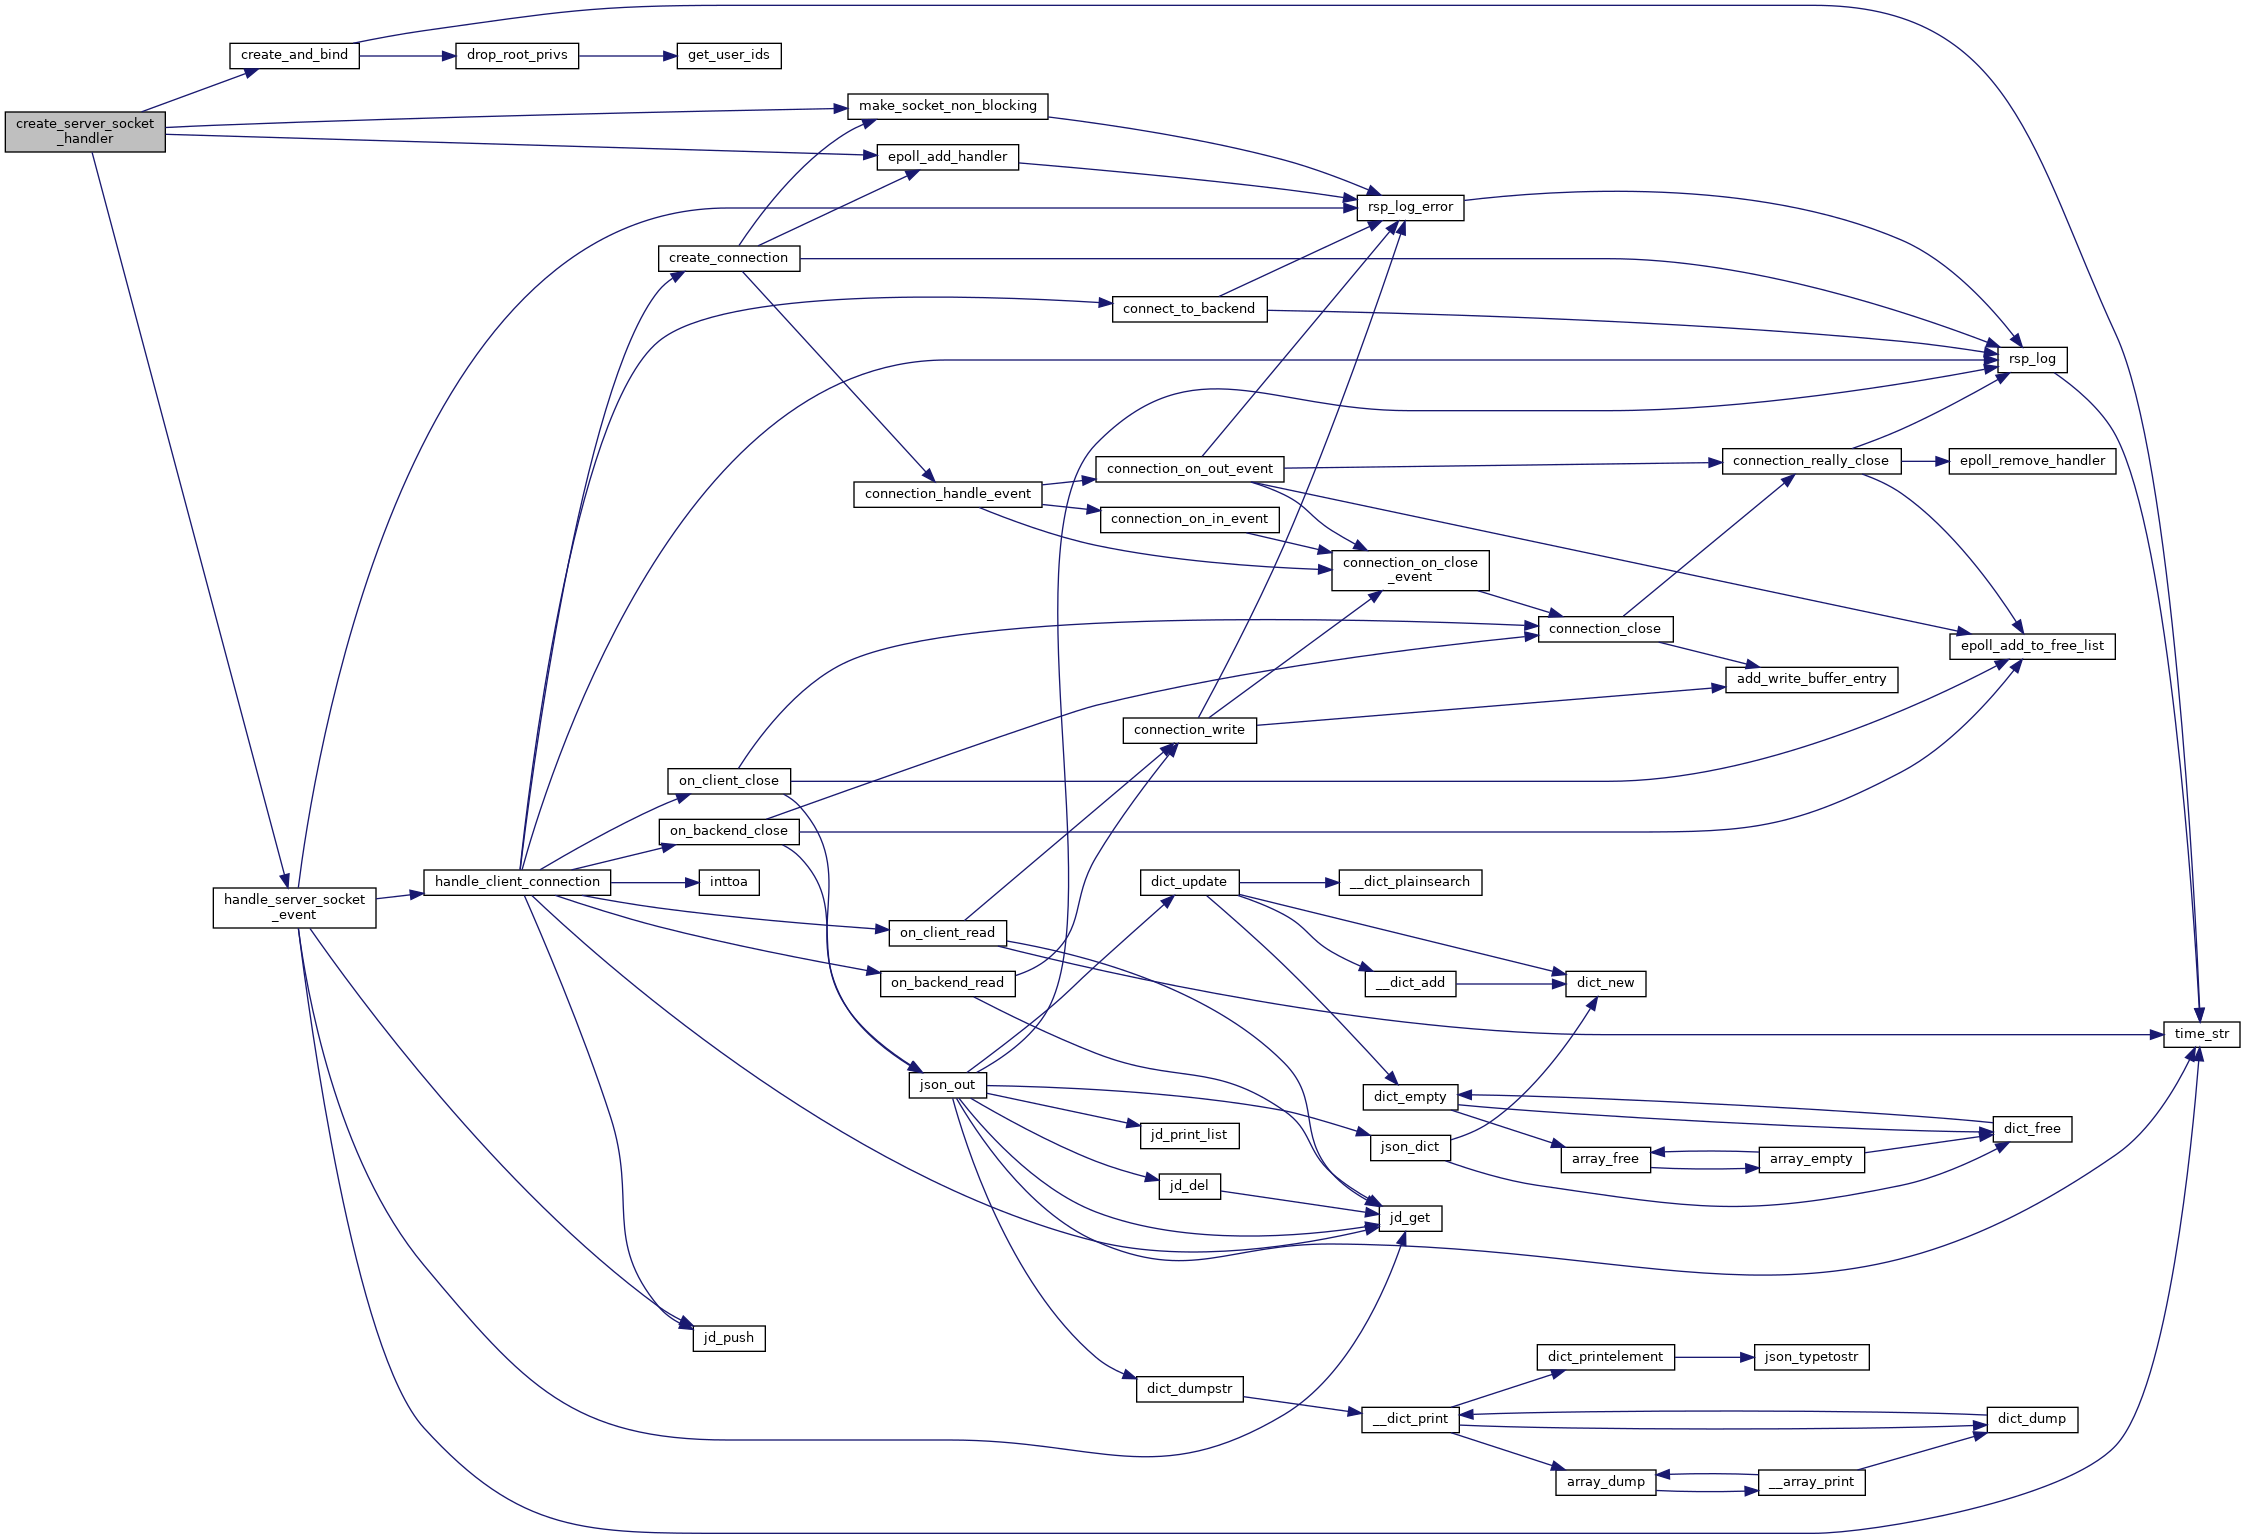 create_server_socket
_handler
create_and_bind
drop_root_privs
get_user_ids
make_socket_non_blocking
epoll_add_handler
rsp_log_error
create_connection
connect_to_backend
rsp_log
connection_on_out_event
connection_really_close
epoll_remove_handler
connection_handle_event
connection_on_in_event
connection_on_close
_event
connection_close
epoll_add_to_free_list
add_write_buffer_entry
connection_write
on_client_close
on_backend_close
handle_client_connection
inttoa
dict_update
__dict_plainsearch
handle_server_socket
_event
on_client_read
on_backend_read
__dict_add
dict_new
time_str
json_out
dict_empty
dict_free
jd_print_list
json_dict
array_free
array_empty
jd_del
jd_get
jd_push
dict_printelement
json_typetostr
dict_dumpstr
__dict_print
dict_dump
array_dump
__array_print